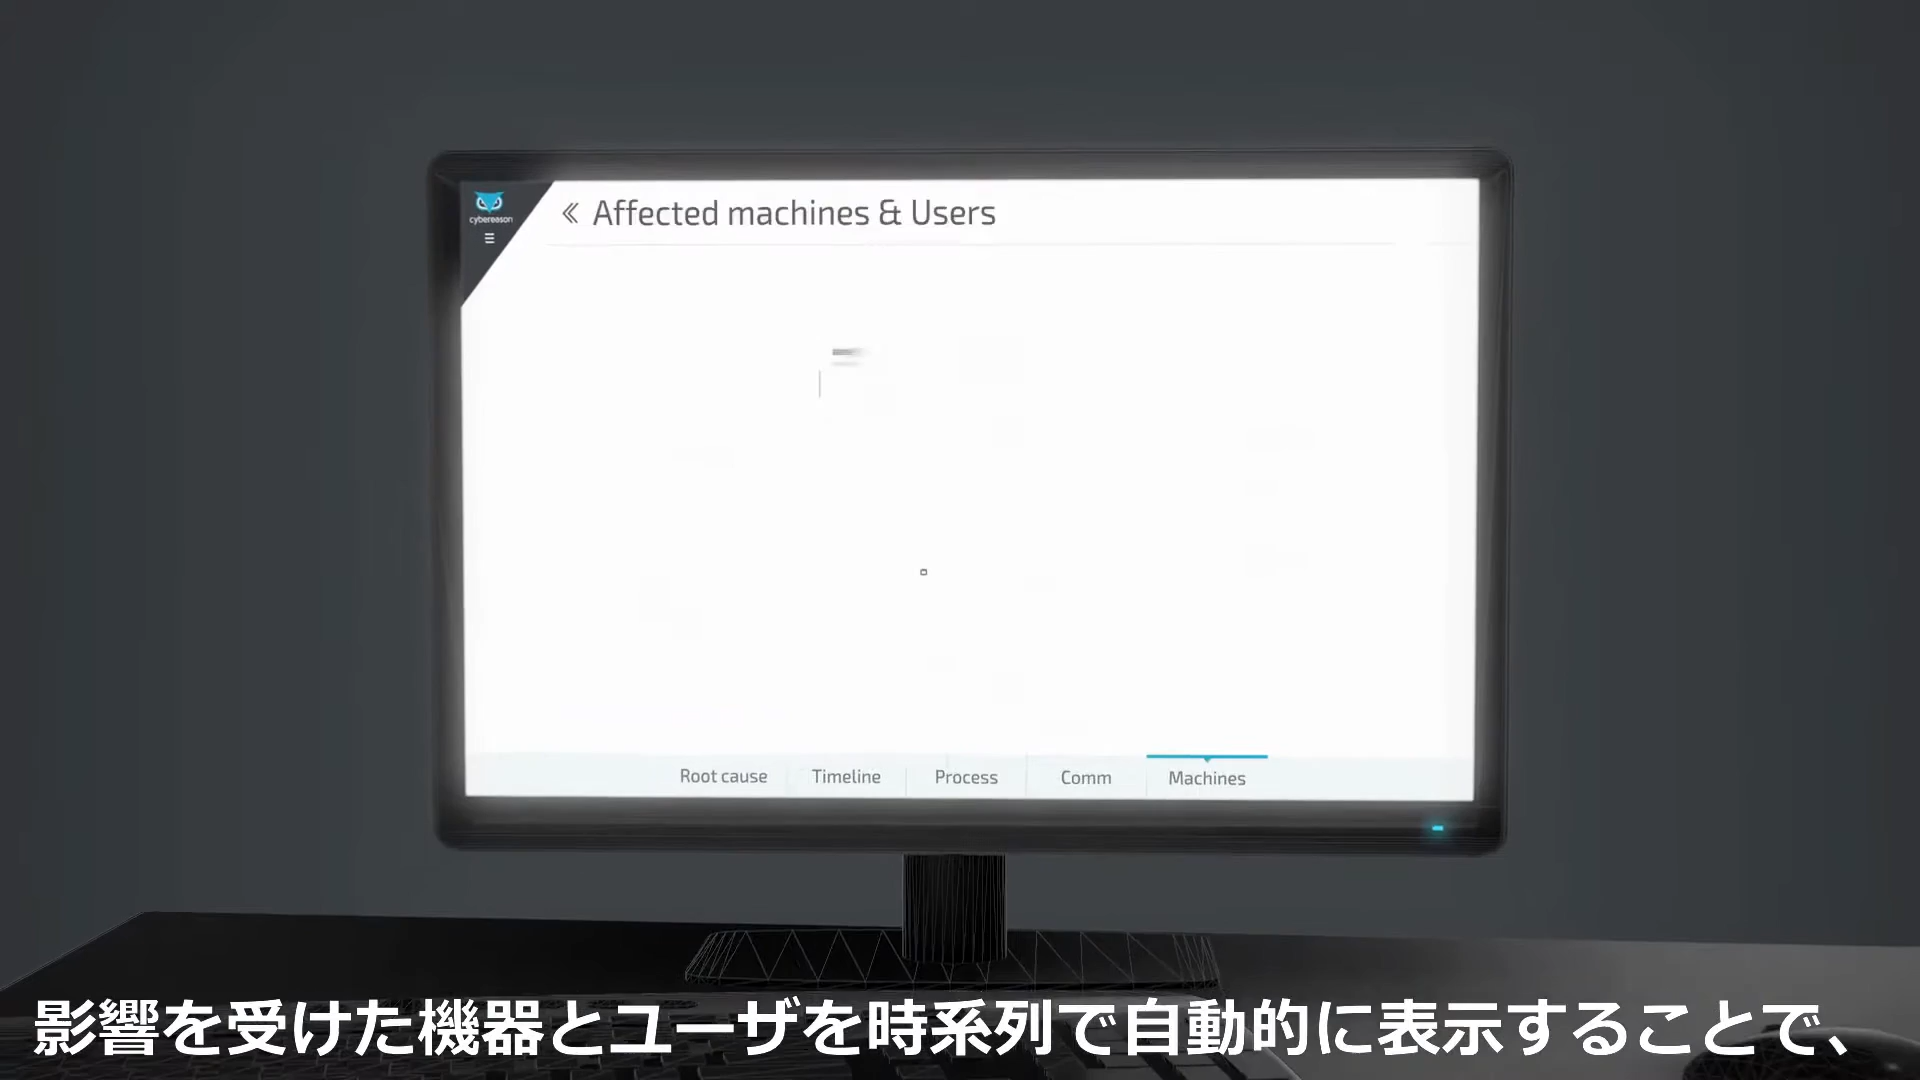 cybereason
Affected machines & Users
Root cause Timeline Process Comm Machines
影響を受けた機器とユーザを時系列で自動的に表示することで、